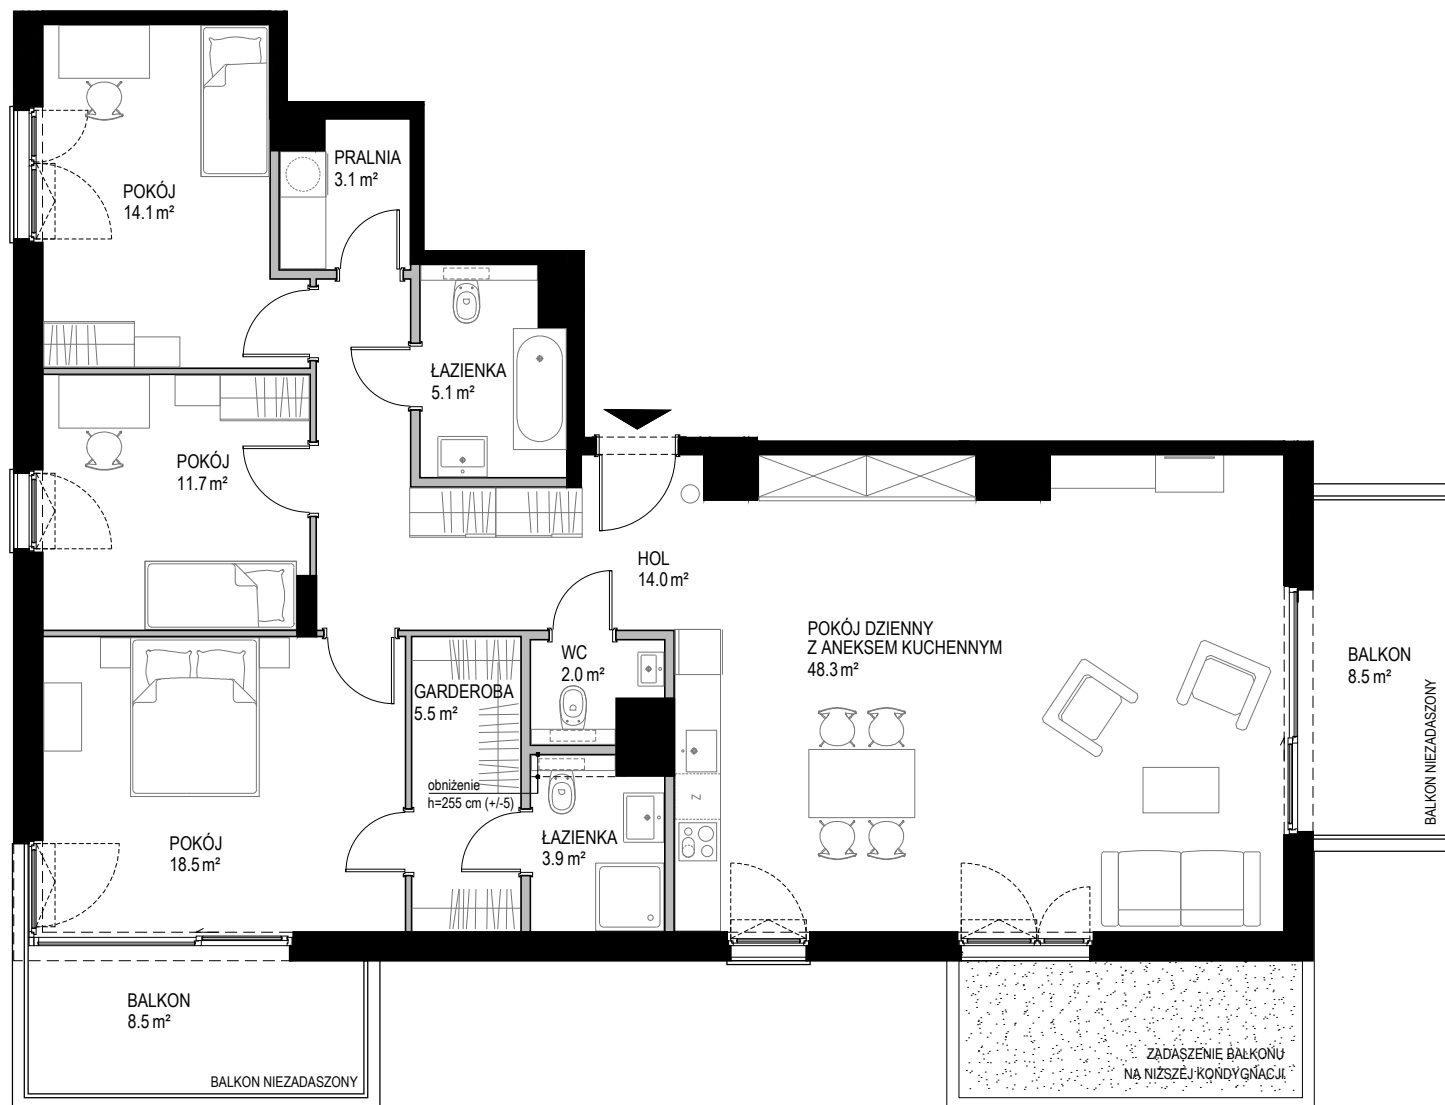 PRALNIA
3.1 m²
POKÓJ
14.1 m²
ŁAZIENKA
5.1 m²
POKÓJ
11.7 m²
HOL
14.0 m²
POKÓJ DZIENNY
Z ANEKSEM KUCHENNYM
48.3 m²
WC
2.0 m²
BALKON
8.5 m²
BALKON NIEZADASZONY
GARDEROBA
5.5 m²
obniżenie
h=255 cm (+/-5)
Z
ŁAZIENKA
3.9 m²
POKÓJ
18.5 m²
BALKON
8.5 m²
BALKON NIEZADASZONY
ZADASZENIE BALKONU
NA NIŻSZEJ KONDYGNACJI